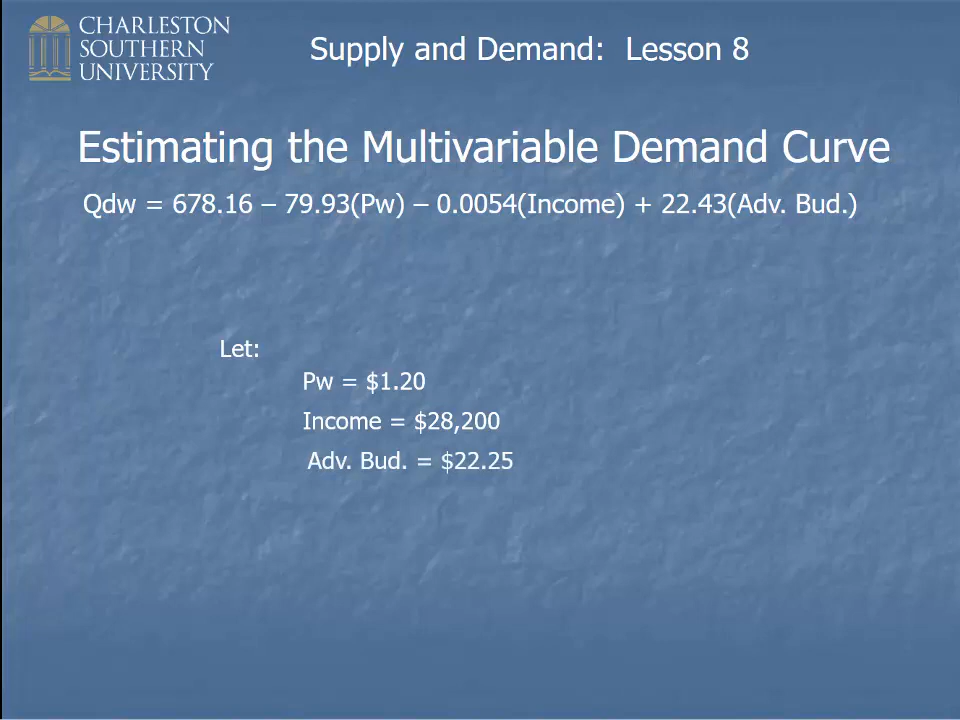 CHARLESTON
SOUTHERN
UNIVERSITY
Supply and Demand:  Lesson 8
Estimating the Multivariable Demand Curve
Qdw = 678.16 – 79.93(Pw) – 0.0054(Income) + 22.43(Adv. Bud.)
Let:
Pw = $1.20
Income = $28,200
Adv. Bud. = $22.25